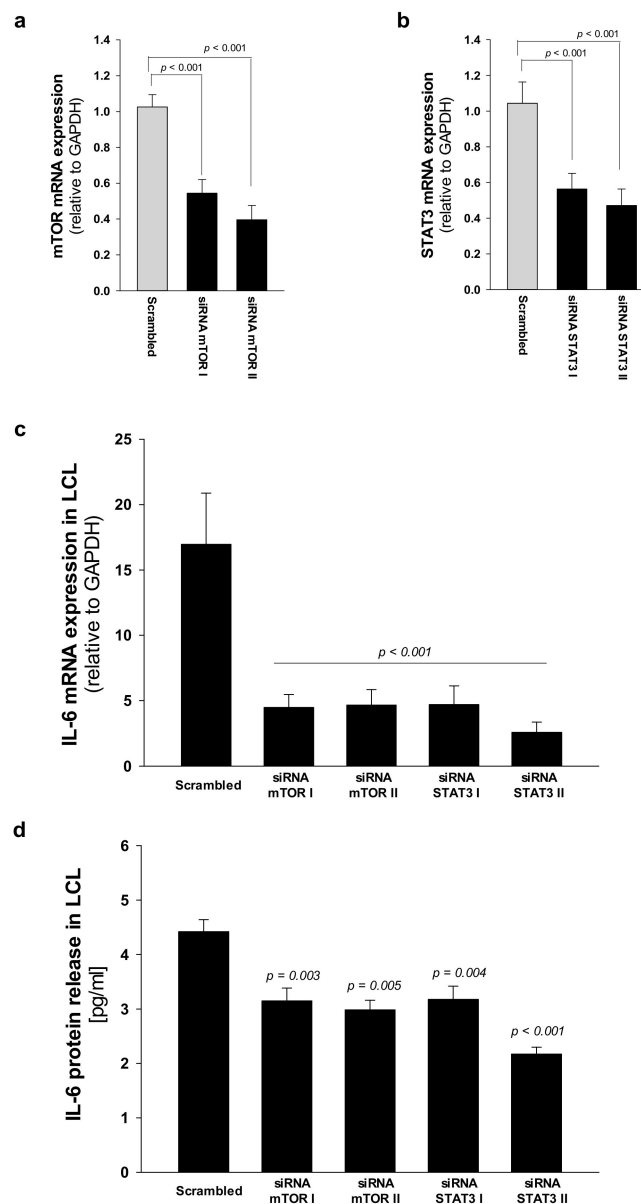 a
mTOR mRNA expression
(relative to GAPDH)
1.4
1.2
1.0
0.8
0.6
0.4
0.2
0.0
p < 0.001
p < 0.001
Scrambled
siRNA mTOR I
siRNA mTOR II
b
STAT3 mRNA expression
(relative to GAPDH)
1.4
1.2
1.0
0.8
0.6
0.4
0.2
0.0
p < 0.001
p < 0.001
Scrambled
siRNA STAT3 I
siRNA STAT3 II
c
IL-6 mRNA expression in LCL
(relative to GAPDH)
25
20
15
10
5
0
p < 0.001
Scrambled
siRNA
mTOR I
siRNA
mTOR II
siRNA
STAT3 I
siRNA
STAT3 II
d
IL-6 protein release in LCL
[pg/ml]
6
5
4
3
2
1
0
p = 0.003
p = 0.005
p = 0.004
p < 0.001
Scrambled
siRNA
mTOR I
siRNA
mTOR II
siRNA
STAT3 I
siRNA
STAT3 II